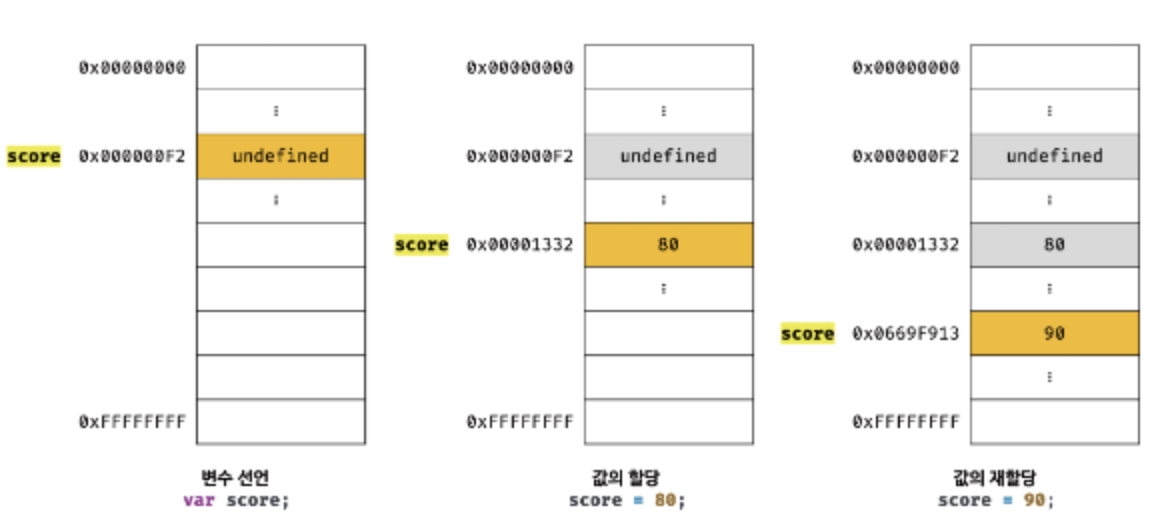 0x00000000
⋮
score 0x000000F2 undefined
⋮
0xFFFFFFFF
변수 선언
var score;
0x00000000
⋮
0x000000F2 undefined
⋮
score 0x00001332 80
⋮
0xFFFFFFFF
값의 할당
score = 80;
0x00000000
⋮
0x000000F2 undefined
⋮
0x00001332 80
⋮
score 0x0669F913 90
⋮
0xFFFFFFFF
값의 재할당
score = 90;